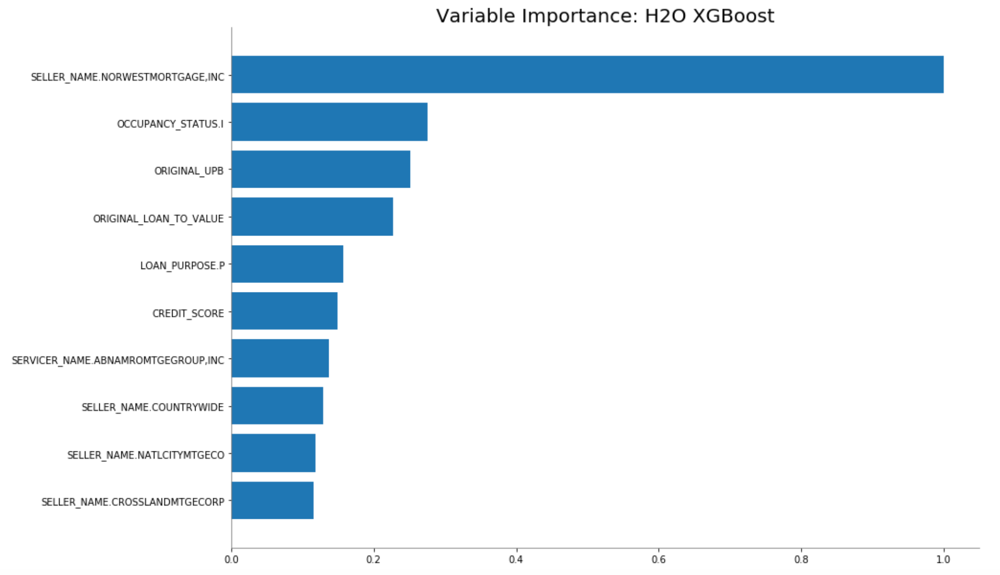 Variable Importance: H2O XGBoost
SELLER_NAME.NORWESTMORTGAGE,INC
OCCUPANCY_STATUS.I
ORIGINAL_UPB
ORIGINAL_LOAN_TO_VALUE
LOAN_PURPOSE.P
CREDIT_SCORE
SERVICER_NAME.ABNAMROMTGEGROUP,INC
SELLER_NAME.COUNTRYWIDE
SELLER_NAME.NATLCITYMTGECO
SELLER_NAME.CROSSLANDMTGECORP
0.0 0.2 0.4 0.6 0.8 1.0